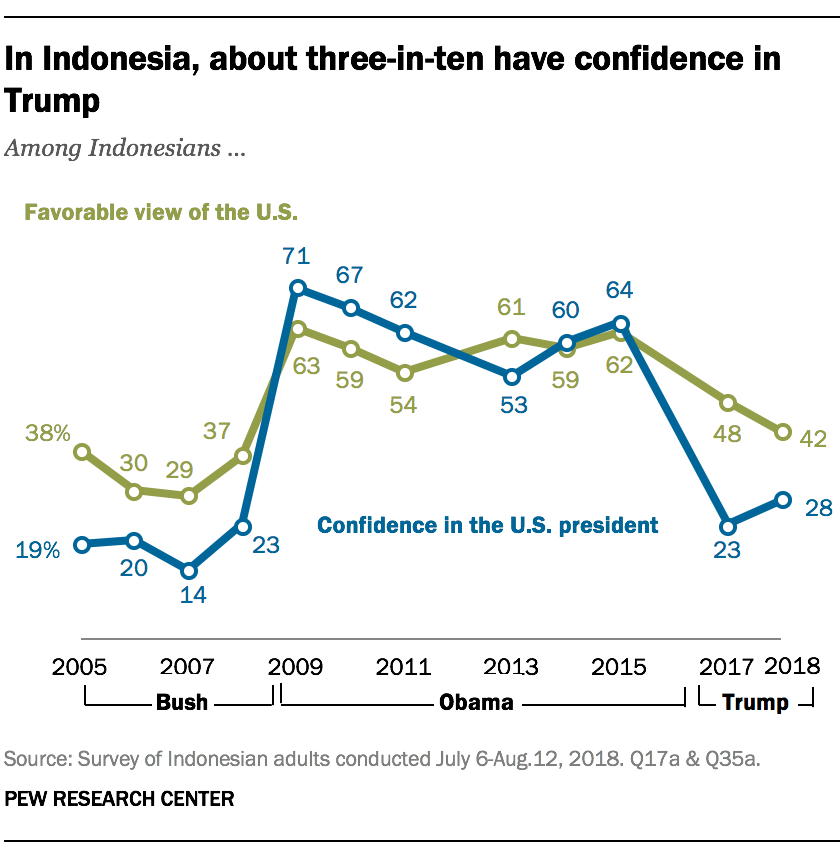 In Indonesia, about three-in-ten have confidence in
Trump
Among Indonesians ...
Favorable view of the U.S.
71
67
62
61
60
64
63
59
54
53
59
62
38%
30
29
37
48
42
19%
20
14
23
Confidence in the U.S. president
23
28
2005 2007 2009 2011 2013 2015 2017 2018
Bush Obama Trump
Source: Survey of Indonesian adults conducted July 6-Aug.12, 2018. Q17a & Q35a.
PEW RESEARCH CENTER